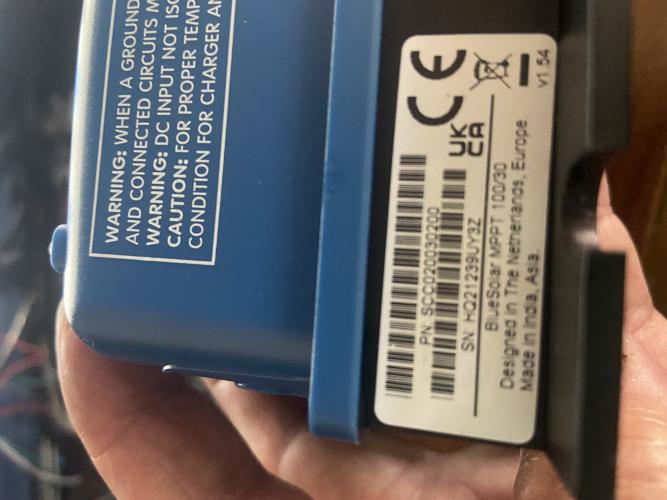 WARNING: WHEN A GROUND
AND CONNECTED CIRCUITS M
WARNING: DC INPUT NOT ISO
CAUTION: FOR PROPER TEMP
CONDITION FOR CHARGER AN
CE
UK
CA
PN: SCC020030200
SN: HQ21239UY3Z
BlueSolar MPPT 100/30
Designed in The Netherlands, Europe.
Made in India, Asia.
v1.54